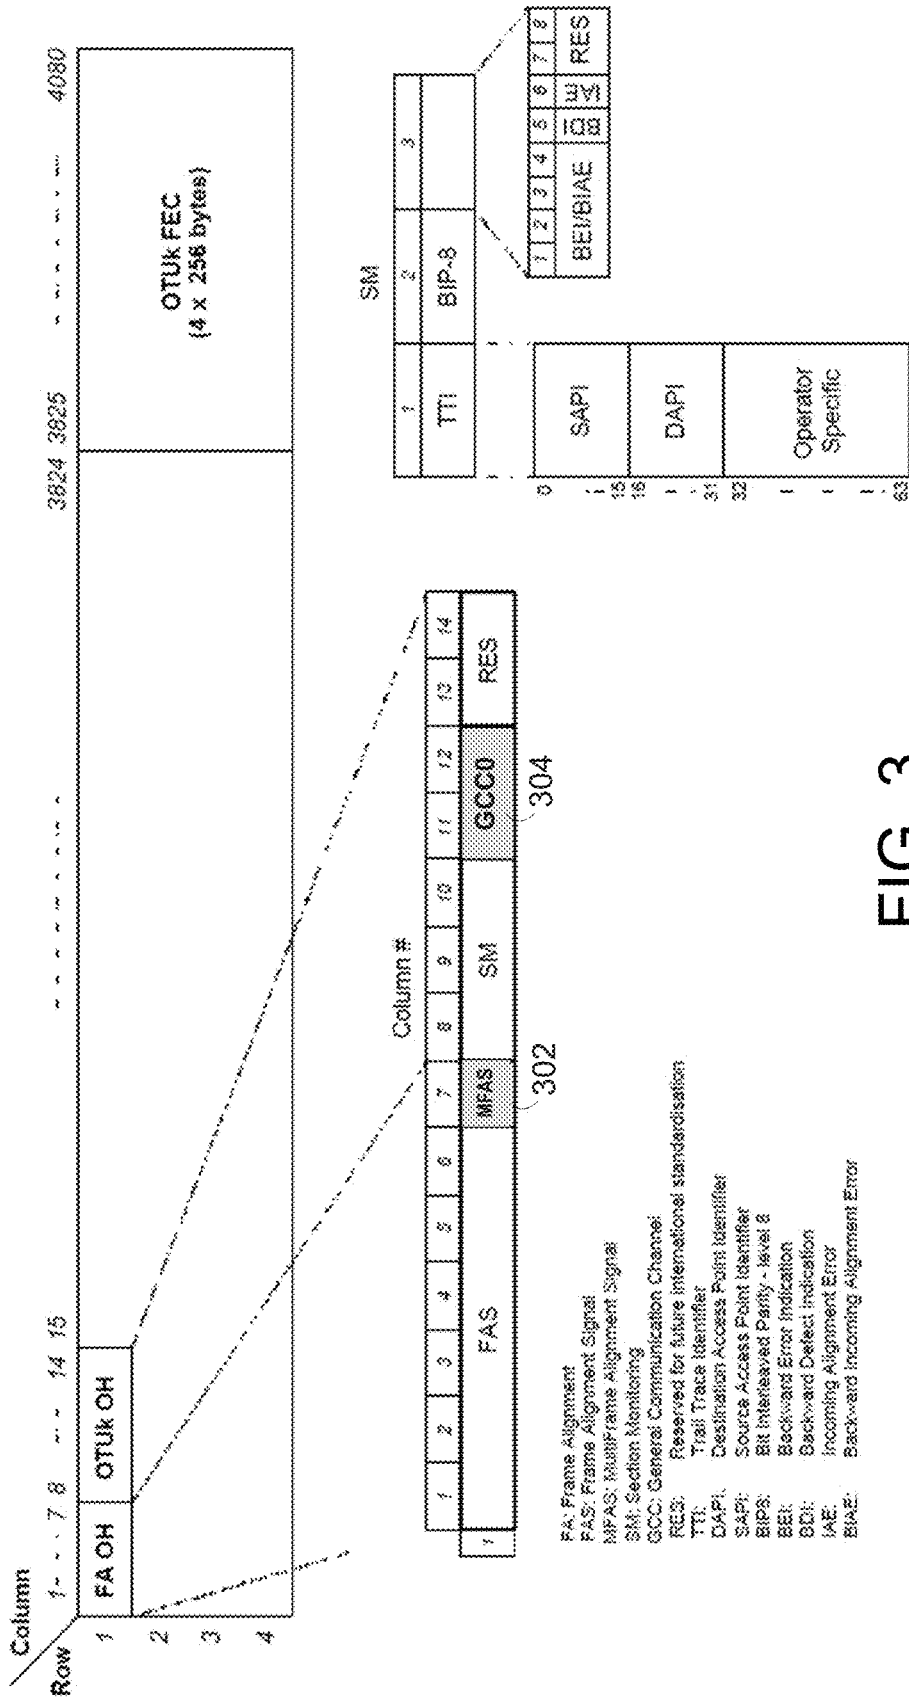 Column
Row
1 - - 7 8 - - 14 15 - - - - - - - - 3824 3825 - - - - - - 4080
1 FA OH OTUk OH
2
3
4
OTUk FEC
(4 x 256 bytes)
Column #
1 2 3 4 5 6 7 8 9 10 11 12 13 14
1 FAS MFAS SM GCC0 RES
302 304
SM
1 2 3
TTI BIP-8
1 2 3 4 5 6 7 8
BEI/BIAE BDI IAE RES
0
15
16
31
32
63
SAPI
DAPI
Operator
Specific
FA: Frame Alignment
FAS: Frame Alignment Signal
MFAS: MultiFrame Alignment Signal
SM: Section Monitoring
GCC: General Communication Channel
RES: Reserved for future international standardisation
TTI: Trail Trace Identifier
DAPI: Destination Access Point Identifier
SAPI: Source Access Point Identifier
BIP8: Bit Interleaved Parity - level 8
BEI: Backward Error Indication
BDI: Backward Defect Indication
IAE: Incoming Alignment Error
BIAE: Backward Incoming Alignment Error
FIG. 3